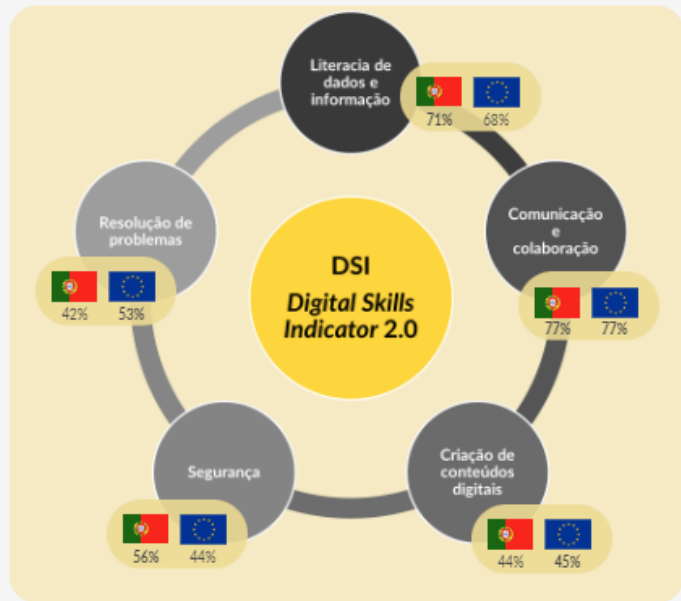 Literacia de
dados e
informação
71% 68%
Comunicação
e
colaboração
77% 77%
Criação de
conteúdos
digitais
44% 45%
Segurança
56% 44%
Resolução de
problemas
42% 53%
DSI
Digital Skills
Indicator 2.0